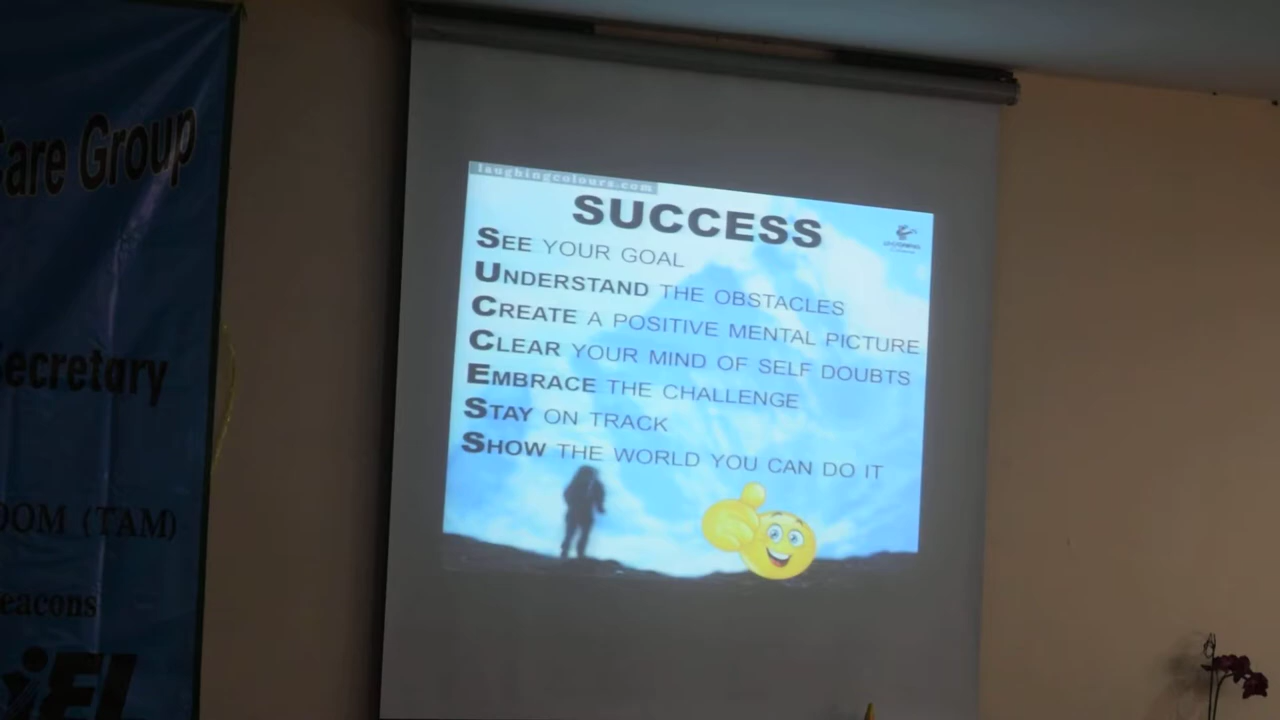 Care Group
Secretary
OOM (TAM)
eacons
laughingcolours.com
SUCCESS
SEE YOUR GOAL
UNDERSTAND THE OBSTACLES
CREATE A POSITIVE MENTAL PICTURE
CLEAR YOUR MIND OF SELF DOUBTS
EMBRACE THE CHALLENGE
STAY ON TRACK
SHOW THE WORLD YOU CAN DO IT